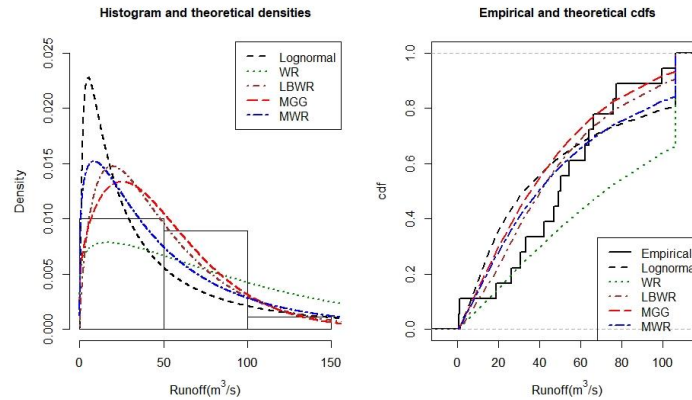 Histogram and theoretical densities
Density
0.000
0.005
0.010
0.015
0.020
0.025
Lognormal
WR
LBWR
MGG
MWR
0
50
100
150
Runoff(m³/s)
Empirical and theoretical cdfs
cdf
0.0
0.2
0.4
0.6
0.8
1.0
Empirical
Lognormal
WR
LBWR
MGG
MWR
0
20
40
60
80
100
Runoff(m³/s)